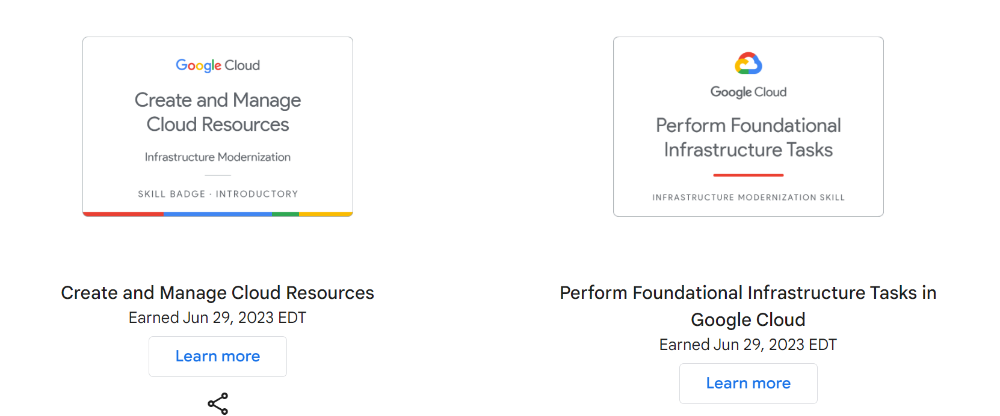 Google Cloud
Create and Manage
Cloud Resources
Infrastructure Modernization
SKILL BADGE · INTRODUCTORY
Create and Manage Cloud Resources
Earned Jun 29, 2023 EDT
Learn more
Google Cloud
Perform Foundational
Infrastructure Tasks
INFRASTRUCTURE MODERNIZATION SKILL
Perform Foundational Infrastructure Tasks in
Google Cloud
Earned Jun 29, 2023 EDT
Learn more